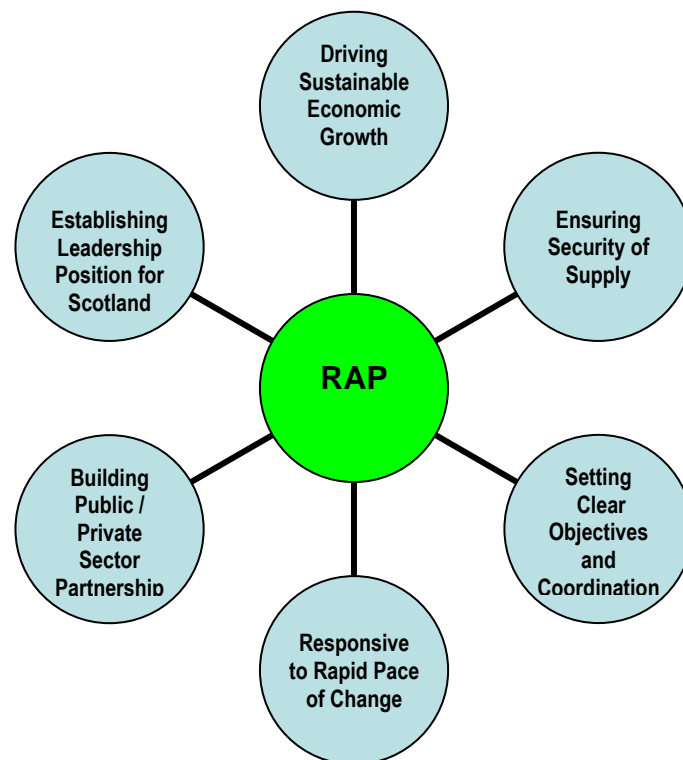 Driving
Sustainable
Economic
Growth
Establishing
Leadership
Position for
Scotland
Ensuring
Security of
Supply
RAP
Building
Public /
Private
Sector
Partnership
Setting
Clear
Objectives
and
Coordination
Responsive
to Rapid Pace
of Change